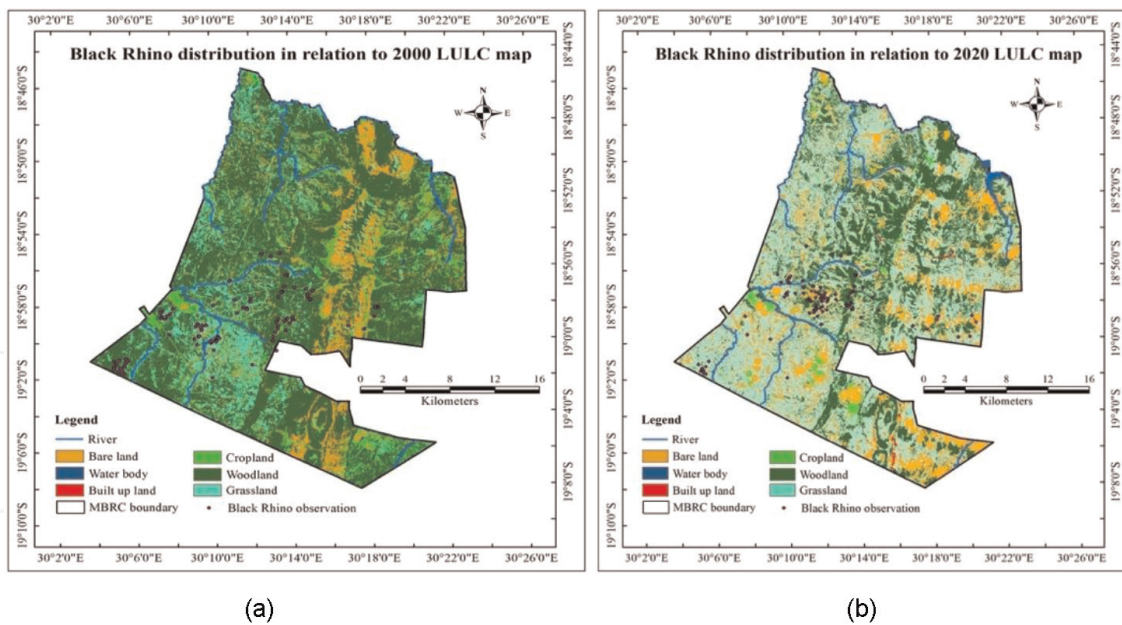 30°2'0"E 30°6'0"E 30°10'0"E 30°14'0"E 30°18'0"E 30°22'0"E 30°26'0"E
Black Rhino distribution in relation to 2000 LULC map
N
W E
S
18°46'0"S
18°50'0"S
18°54'0"S
18°58'0"S
19°2'0"S
19°6'0"S
19°10'0"S
18°44'0"S
18°48'0"S
18°52'0"S
18°56'0"S
19°0'0"S
19°4'0"S
19°8'0"S
0 2 4 8 12 16
Kilometers
Legend
River
Bare land
Water body
Built up land
MBRC boundary
Cropland
Woodland
Grassland
Black Rhino observation
30°2'0"E 30°6'0"E 30°10'0"E 30°14'0"E 30°18'0"E 30°22'0"E 30°26'0"E
(a)
30°2'0"E 30°6'0"E 30°10'0"E 30°14'0"E 30°18'0"E 30°22'0"E 30°26'0"E
Black Rhino distribution in relation to 2020 LULC map
N
W E
S
18°46'0"S
18°50'0"S
18°54'0"S
18°58'0"S
19°2'0"S
19°6'0"S
19°10'0"S
18°44'0"S
18°48'0"S
18°52'0"S
18°56'0"S
19°0'0"S
19°4'0"S
19°8'0"S
0 2 4 8 12 16
Kilometers
Legend
River
Bare land
Water body
Built up land
MBRC boundary
Cropland
Woodland
Grassland
Black Rhino observation
30°2'0"E 30°6'0"E 30°10'0"E 30°14'0"E 30°18'0"E 30°22'0"E 30°26'0"E
(b)